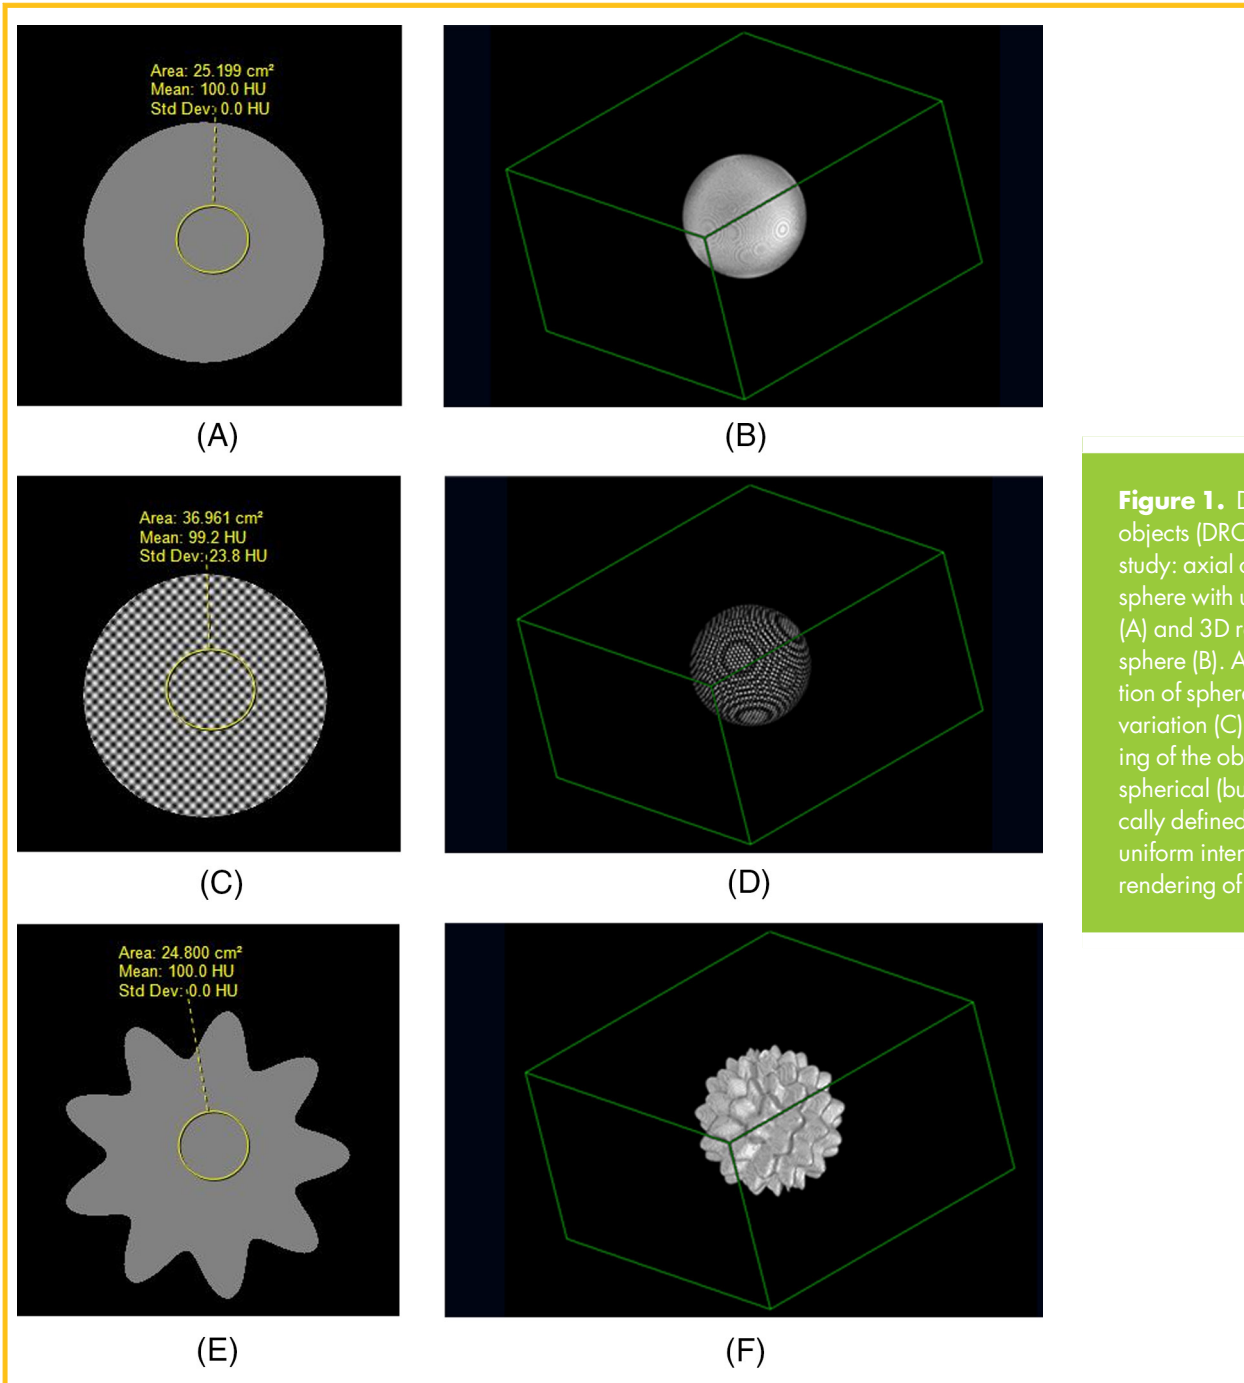 Area: 25.199 cm²
Mean: 100.0 HU
Std Dev: 0.0 HU
(A)
(B)
Area: 36.961 cm²
Mean: 99.2 HU
Std Dev: 23.8 HU
(C)
(D)
Area: 24.800 cm²
Mean: 100.0 HU
Std Dev: 0.0 HU
(E)
(F)
Figure 1.
objects (DRO
study: axial
sphere with
(A) and 3D
sphere (B). A
tion of sphere
variation (C)
ing of the ob
spherical (bu
cally defined
uniform inter
rendering of